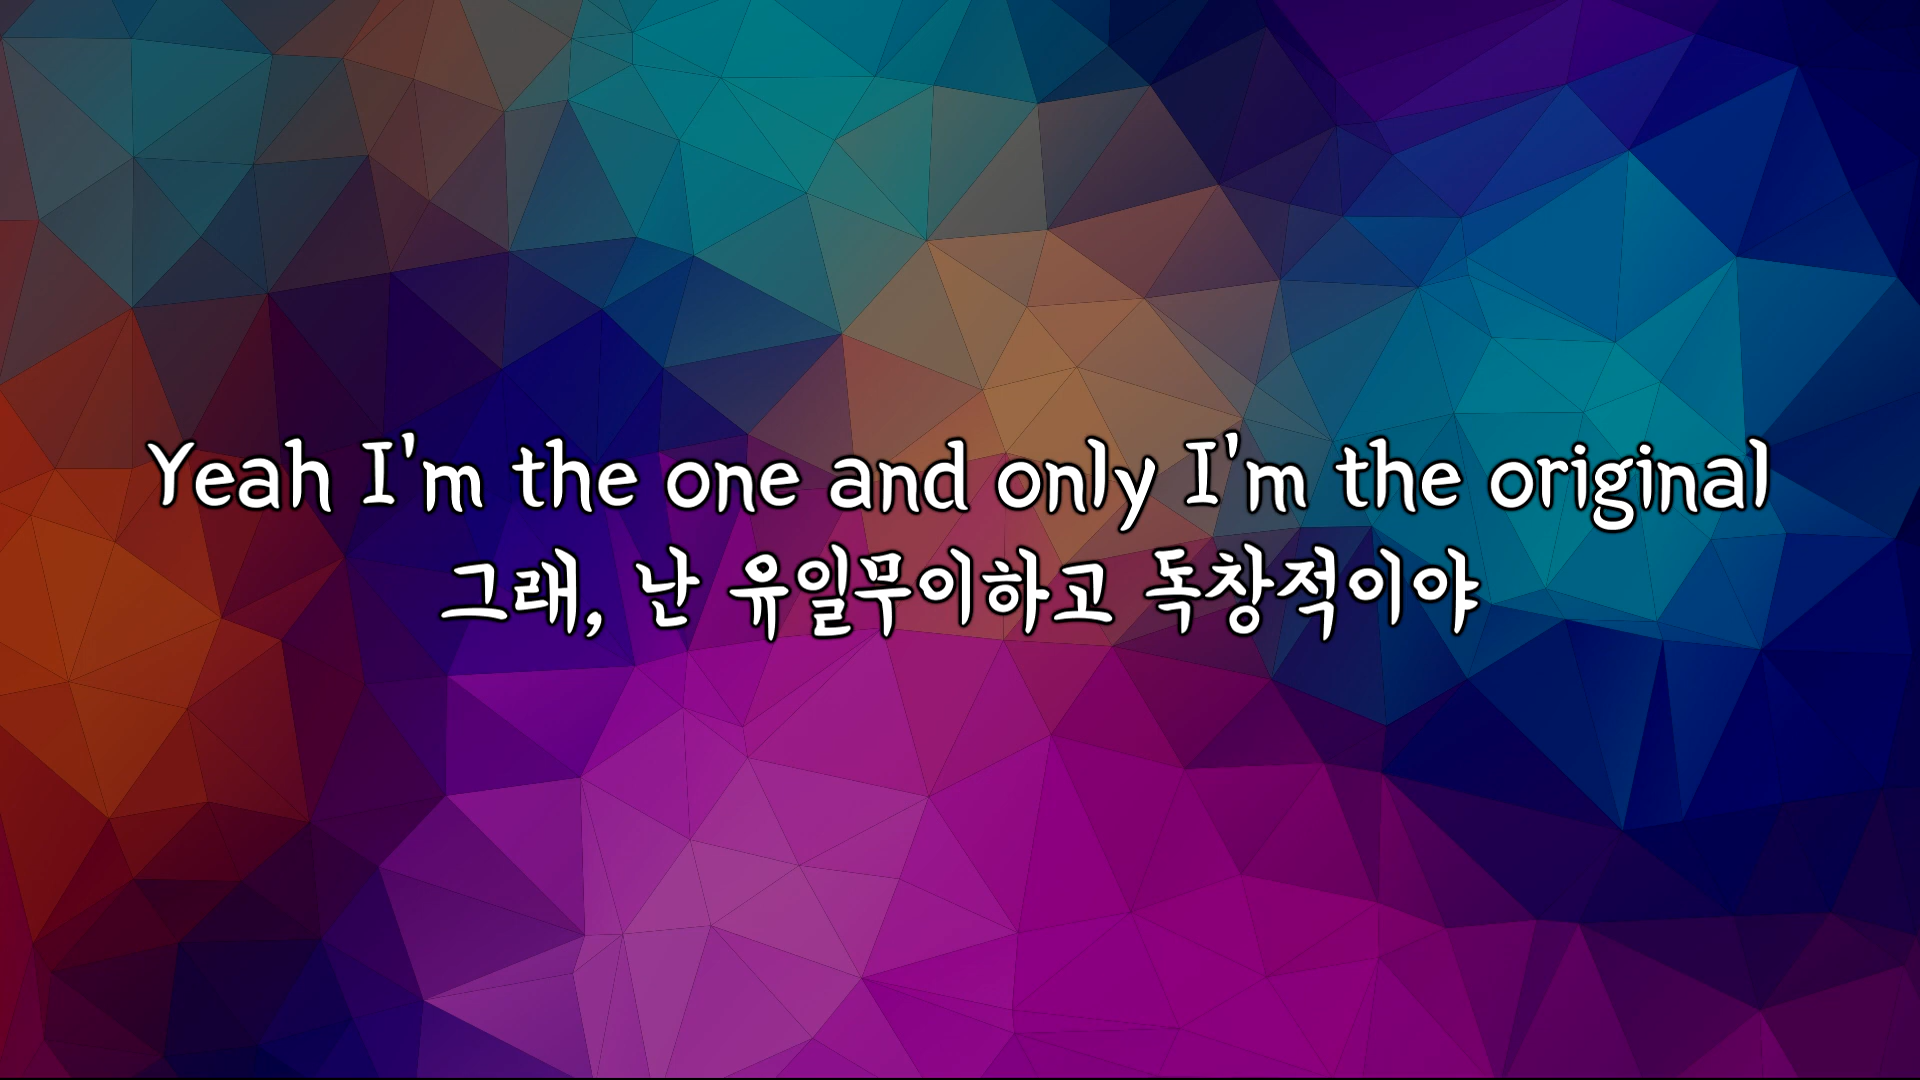 Yeah I'm the one and only I'm the original
그래, 난 유일무이하고 독창적이야